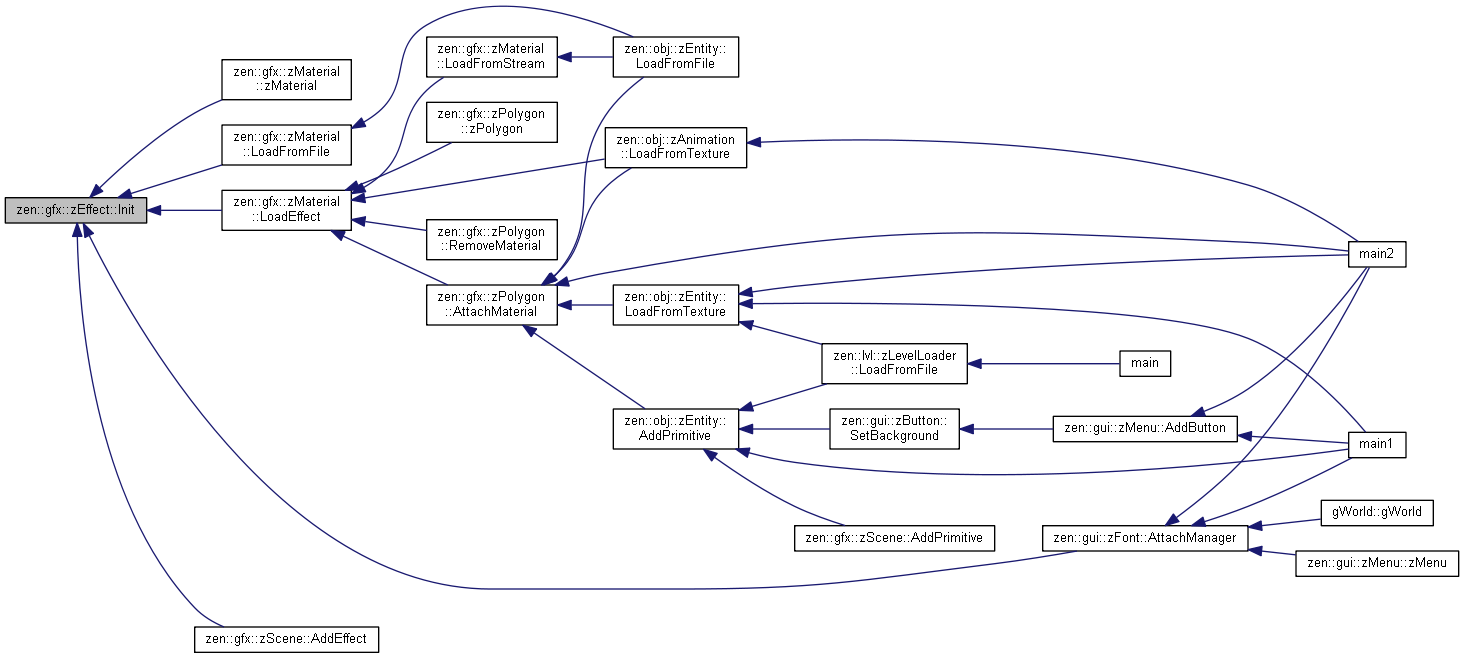 zen::gfx::zEffect::Init
zen::gfx::zMaterial
::zMaterial
zen::gfx::zMaterial
::LoadFromFile
zen::gfx::zMaterial
::LoadEffect
zen::gfx::zScene::AddEffect
zen::gfx::zMaterial
::LoadFromStream
zen::gfx::zPolygon
::zPolygon
zen::gfx::zPolygon
::RemoveMaterial
zen::gfx::zPolygon
::AttachMaterial
zen::obj::zEntity::
LoadFromFile
zen::obj::zAnimation
::LoadFromTexture
zen::obj::zEntity::
LoadFromTexture
zen::obj::zEntity::
AddPrimitive
zen::lvl::zLevelLoader
::LoadFromFile
zen::gui::zButton::
SetBackground
zen::gfx::zScene::AddPrimitive
main
zen::gui::zMenu::AddButton
zen::gui::zFont::AttachManager
main2
main1
gWorld::gWorld
zen::gui::zMenu::zMenu